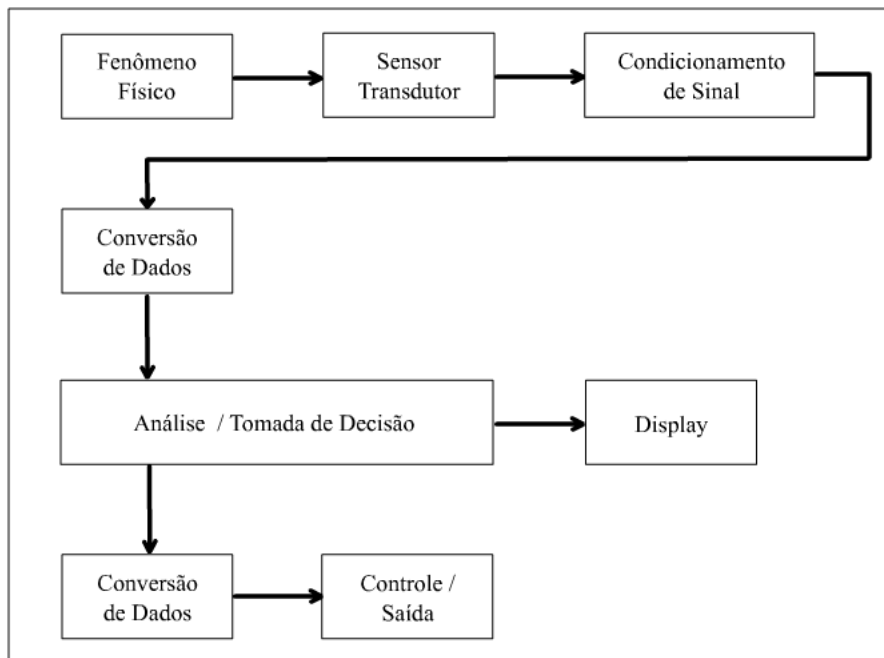 Fenômeno
Físico
Sensor
Transdutor
Condicionamento
de Sinal
Conversão
de Dados
Análise / Tomada de Decisão
Display
Conversão
de Dados
Controle /
Saída